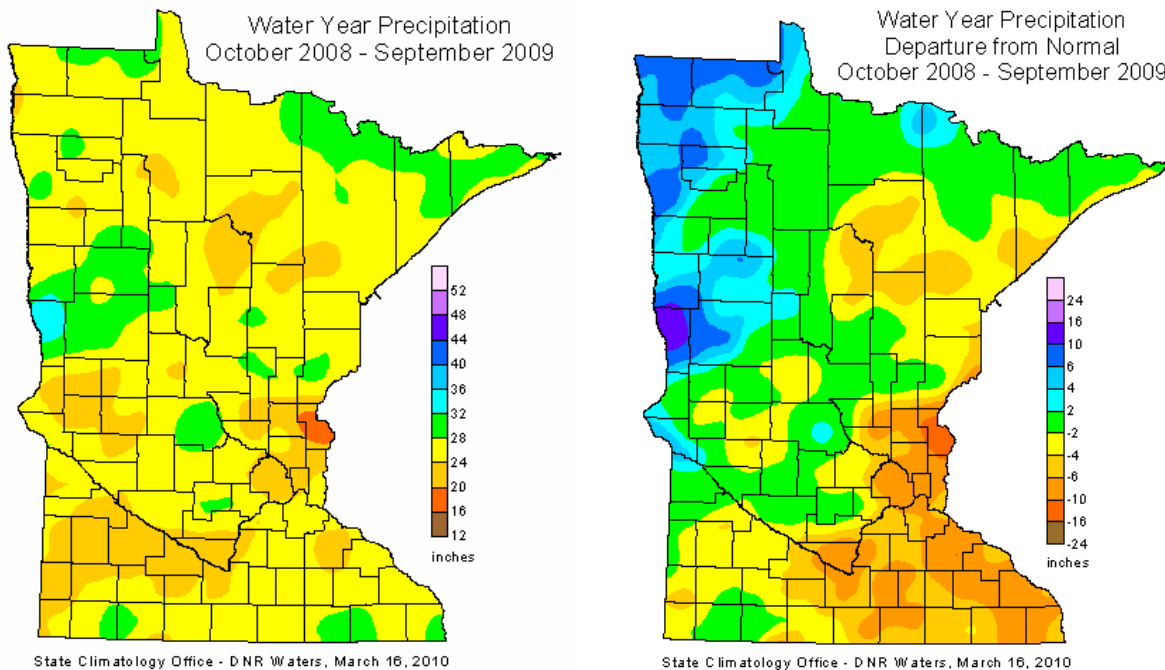 Water Year Precipitation
October 2008 - September 2009
52
48
44
40
36
32
28
24
20
16
12
inches
State Climatology Office - DNR Waters, March 16, 2010
Water Year Precipitation
Departure from Normal
October 2008 - September 2009
24
16
10
6
4
2
-2
-4
-6
-10
-16
-24
inches
State Climatology Office - DNR Waters, March 16, 2010